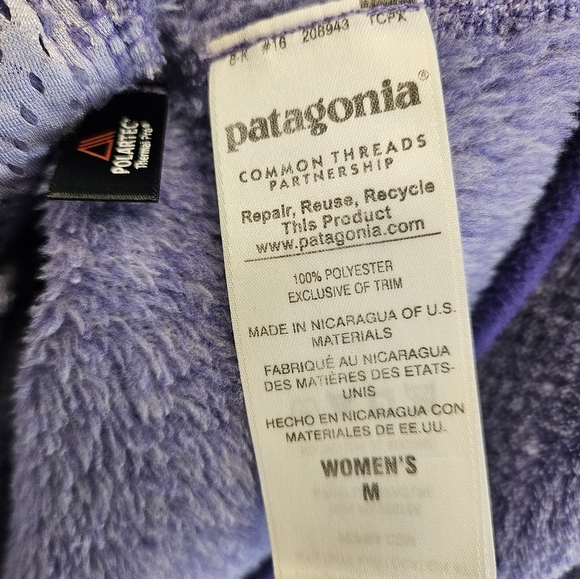 8-K #16 208943 TCPX
patagonia®
COMMON THREADS
PARTNERSHIP
Repair, Reuse, Recycle
This Product
www.patagonia.com
100% POLYESTER
EXCLUSIVE OF TRIM
MADE IN NICARAGUA OF U.S.
MATERIALS
FABRIQUÉ AU NICARAGUA
DES MATIÈRES DES ETATS-
UNIS
HECHO EN NICARAGUA CON
MATERIALES DE EE.UU.
WOMEN'S
M
POLARTEC®
Thermal Pro®